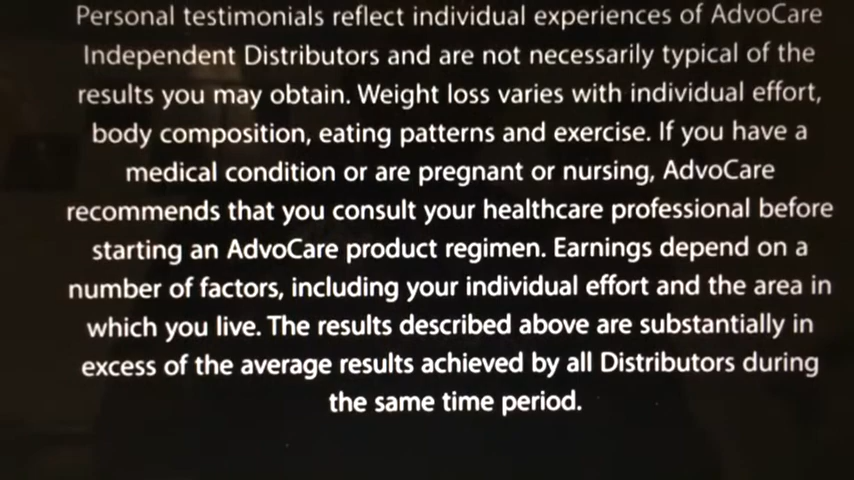 Personal testimonials reflect individual experiences of AdvoCare
Independent Distributors and are not necessarily typical of the
results you may obtain. Weight loss varies with individual effort,
body composition, eating patterns and exercise. If you have a
medical condition or are pregnant or nursing, AdvoCare
recommends that you consult your healthcare professional before
starting an AdvoCare product regimen. Earnings depend on a
number of factors, including your individual effort and the area in
which you live. The results described above are substantially in
excess of the average results achieved by all Distributors during
the same time period.